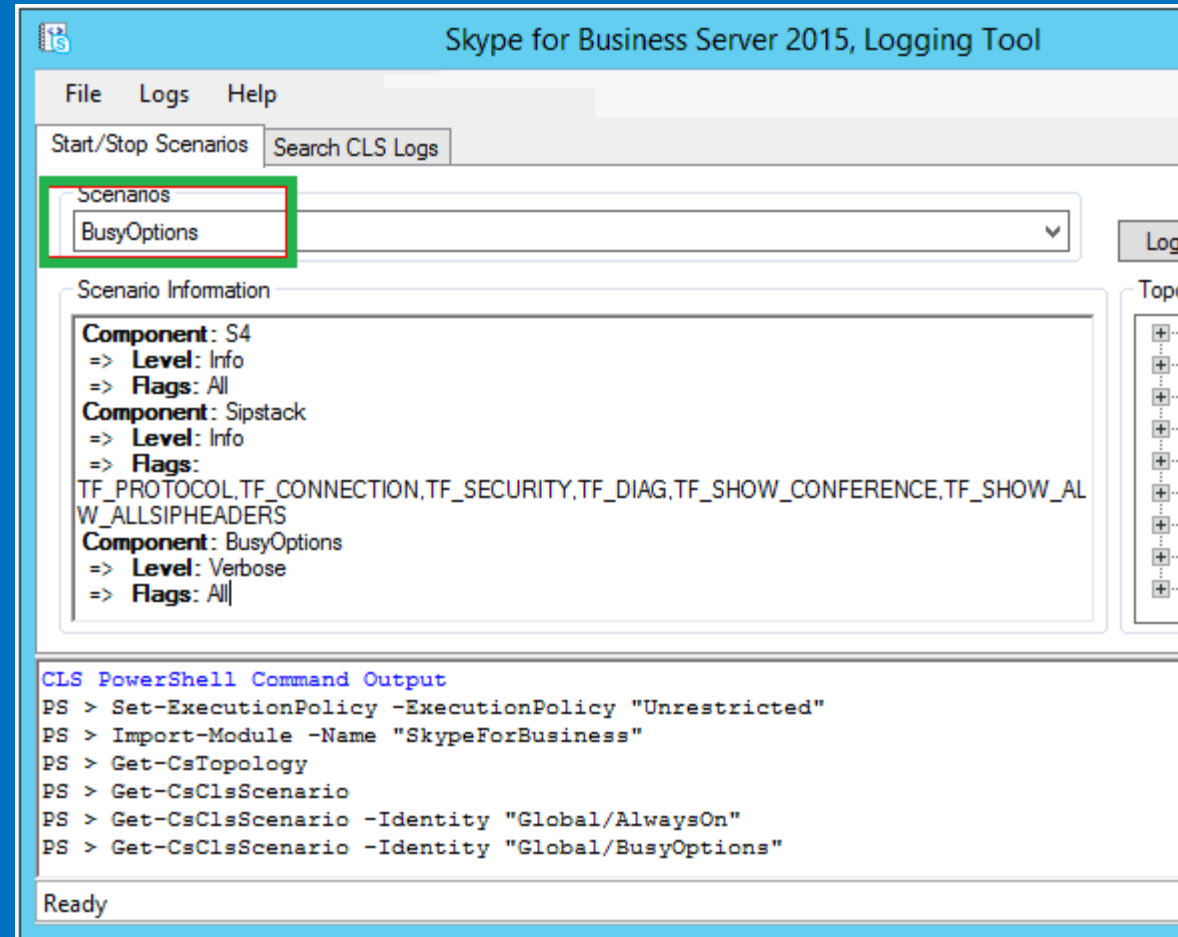 Skype for Business Server 2015, Logging Tool
File Logs Help
Start/Stop Scenarios Search CLS Logs
Scenarios
BusyOptions
Log
Scenario Information
Component: S4
=> Level: Info
=> Flags: All
Component: Sipstack
=> Level: Info
=> Flags:
TF_PROTOCOL,TF_CONNECTION,TF_SECURITY,TF_DIAG,TF_SHOW_CONFERENCE,TF_SHOW_AL
W_ALLSIPHEADERS
Component: BusyOptions
=> Level: Verbose
=> Flags: All
Topo
CLS PowerShell Command Output
PS > Set-ExecutionPolicy -ExecutionPolicy "Unrestricted"
PS > Import-Module -Name "SkypeForBusiness"
PS > Get-CsTopology
PS > Get-CsClsScenario
PS > Get-CsClsScenario -Identity "Global/AlwaysOn"
PS > Get-CsClsScenario -Identity "Global/BusyOptions"
Ready